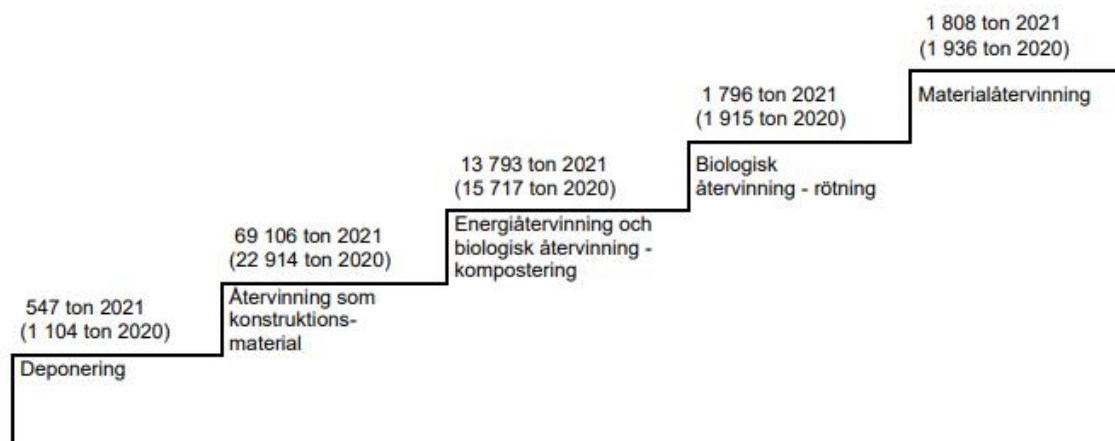 1 808 ton 2021
(1 936 ton 2020)
Materialåtervinning
1 796 ton 2021
(1 915 ton 2020)
Biologisk
återvinning - rötning
13 793 ton 2021
(15 717 ton 2020)
Energiåtervinning och
biologisk återvinning -
kompostering
69 106 ton 2021
(22 914 ton 2020)
Återvinning som
konstruktions-
material
547 ton 2021
(1 104 ton 2020)
Deponering